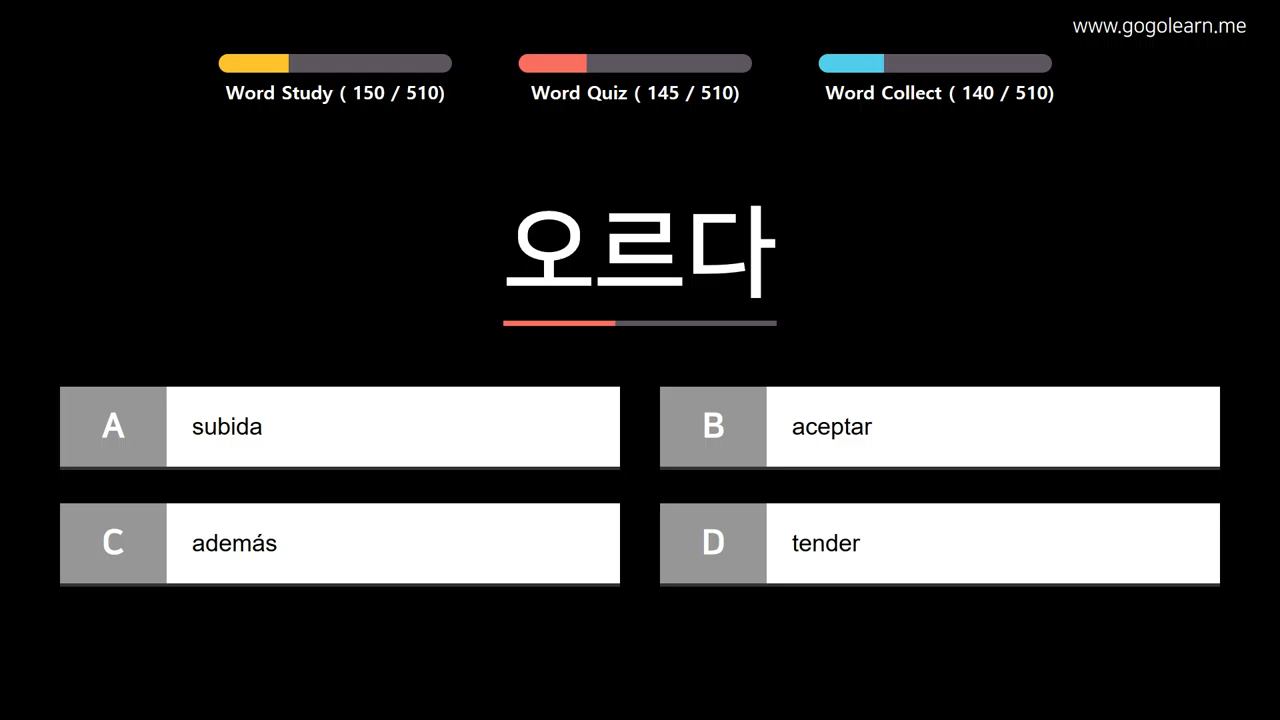 www.gogolearn.me
Word Study ( 150 / 510)
Word Quiz ( 145 / 510)
Word Collect ( 140 / 510)
오르다
A subida
B aceptar
C además
D tender